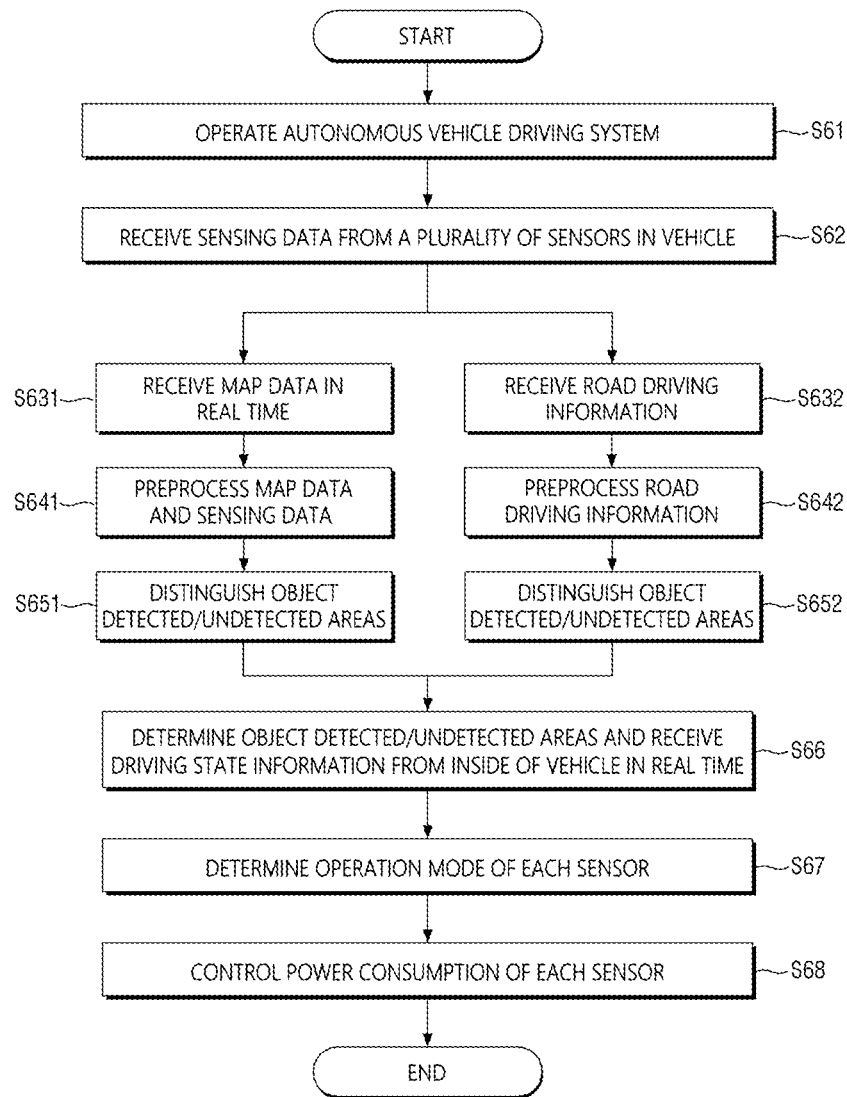 START
OPERATE AUTONOMOUS VEHICLE DRIVING SYSTEM
S61
RECEIVE SENSING DATA FROM A PLURALITY OF SENSORS IN VEHICLE
S62
S631
RECEIVE MAP DATA IN
REAL TIME
RECEIVE ROAD DRIVING
INFORMATION
S632
S641
PREPROCESS MAP DATA
AND SENSING DATA
PREPROCESS ROAD
DRIVING INFORMATION
S642
S651
DISTINGUISH OBJECT
DETECTED/UNDETECTED AREAS
DISTINGUISH OBJECT
DETECTED/UNDETECTED AREAS
S652
DETERMINE OBJECT DETECTED/UNDETECTED AREAS AND RECEIVE
DRIVING STATE INFORMATION FROM INSIDE OF VEHICLE IN REAL TIME
S66
DETERMINE OPERATION MODE OF EACH SENSOR
S67
CONTROL POWER CONSUMPTION OF EACH SENSOR
S68
END